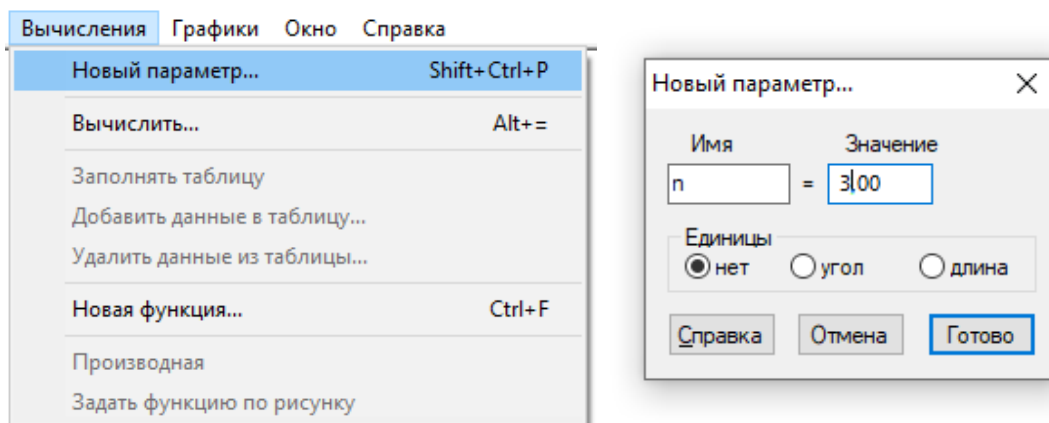 Вычисления Графики Окно Справка
Новый параметр... Shift+Ctrl+P
Вычислить... Alt+=
Заполнять таблицу
Добавить данные в таблицу...
Удалить данные из таблицы...
Новая функция... Ctrl+F
Производная
Задать функцию по рисунку
Новый параметр...
Имя Значение
n = 3,00
Единицы
нет угол длина
Справка Отмена Готово